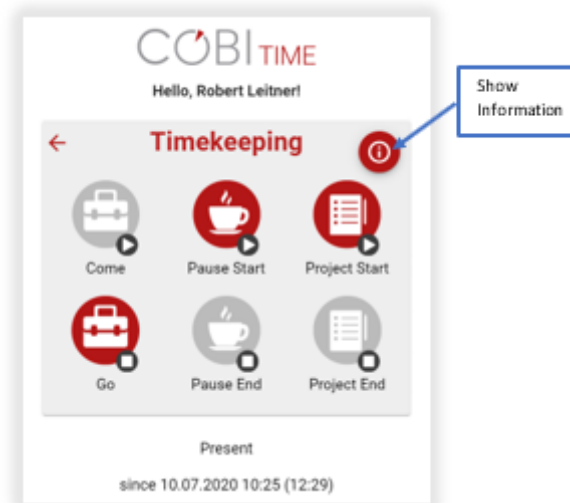 COBI TIME
Hello, Robert Leitner!
Show
Information
Timekeeping
Come
Pause Start
Project Start
Go
Pause End
Project End
Present
since 10.07.2020 10:25 (12:29)